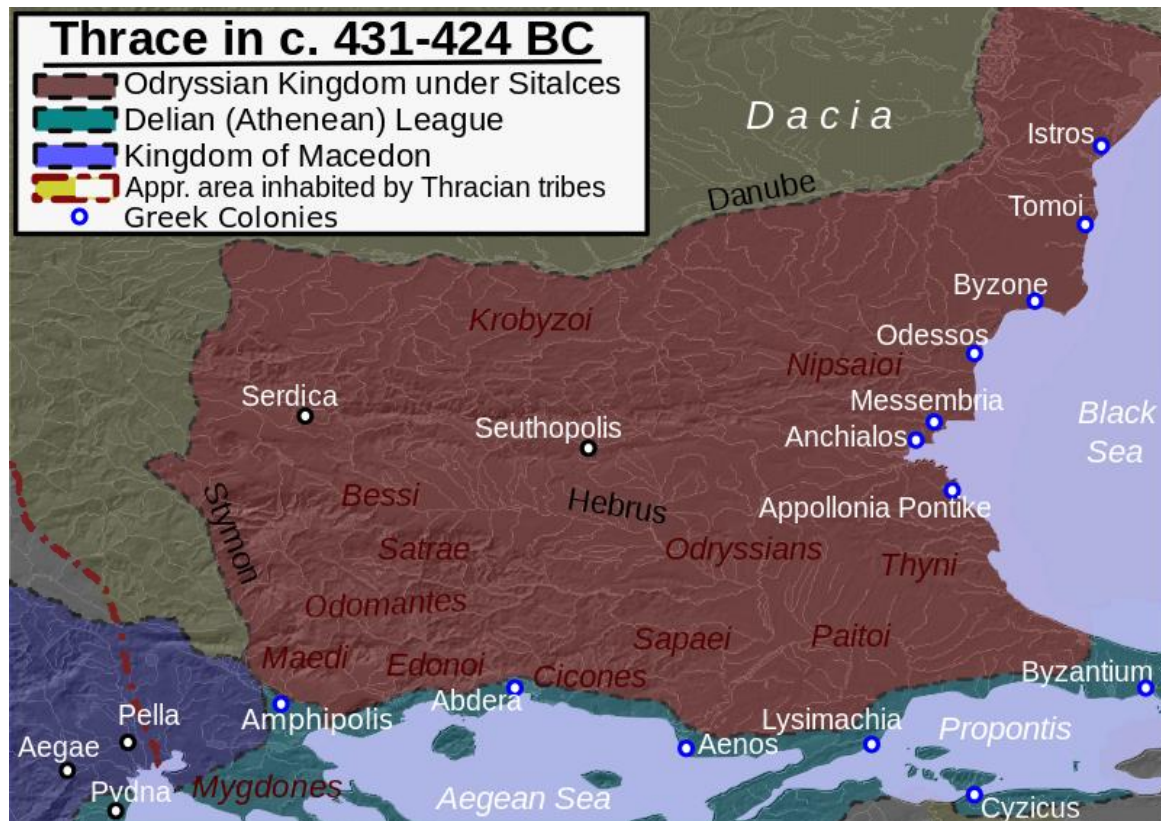 Thrace in c. 431-424 BC
Odryssian Kingdom under Sitalces
Delian (Athenean) League
Kingdom of Macedon
Appr. area inhabited by Thracian tribes
Greek Colonies
Dacia
Istros
Danube
Tomoi
Byzone
Krobyzoi
Odessos
Nipsaioi
Serdica
Messembria
Black
Sea
Seuthopolis
Anchialos
Bessi
Stymon
Hebrus
Appollonia Pontike
Satrae
Odryssians
Thyni
Odomantes
Sapaei
Paitoi
Maedi
Edonoi
Cicones
Byzantium
Abdera
Amphipolis
Pella
Lysimachia
Propontis
Aegae
Aenos
Mygdones
Pydna
Aegean Sea
Cyzicus